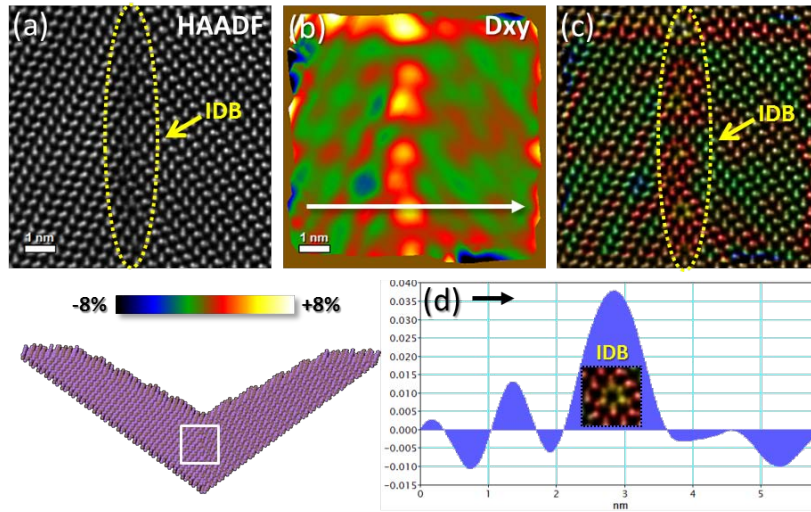 (a) HAADF
IDB
1 nm
(b) Dxy
1 nm
(c)
IDB
-8% +8%
(d)
IDB
0.040
0.035
0.030
0.025
0.020
0.015
0.010
0.005
0.000
-0.005
-0.010
-0.015
0 1 2 3 4 5
nm